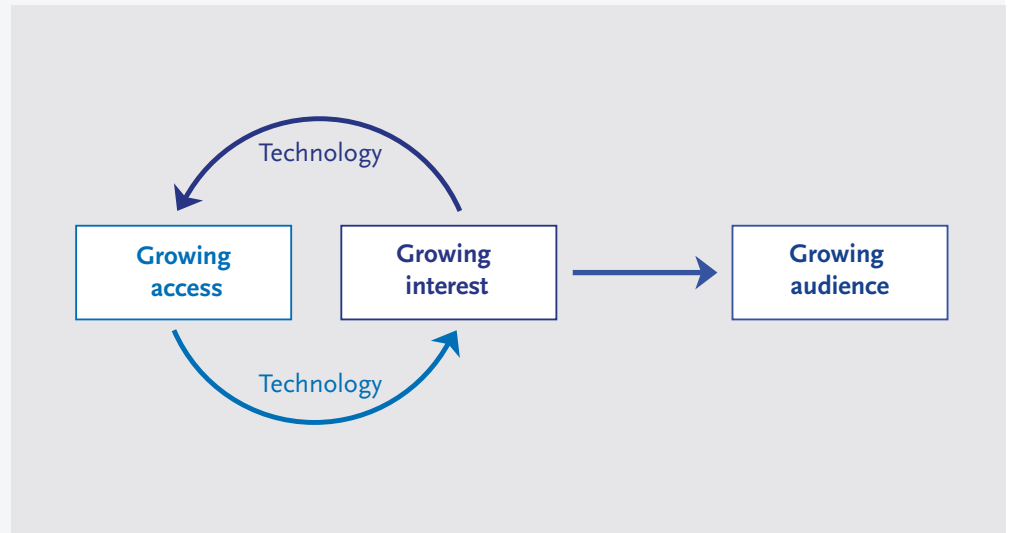 Technology
Growing
access
Growing
interest
Growing
audience
Technology